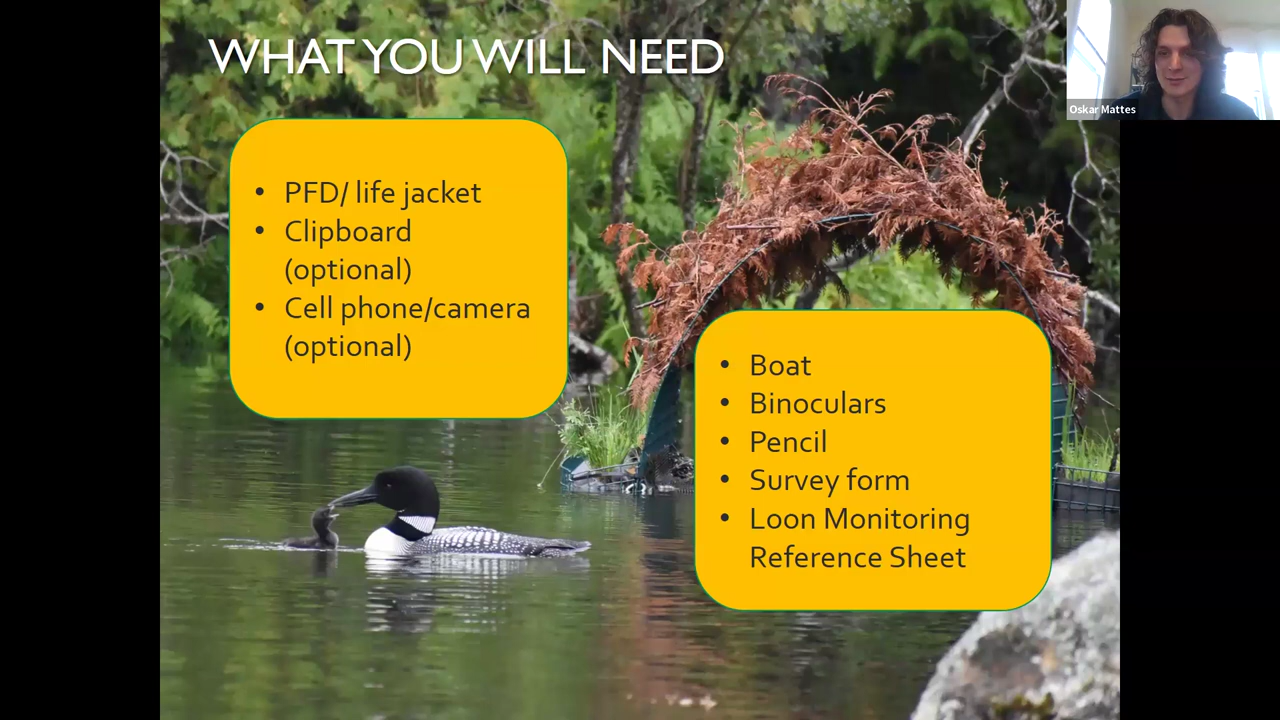 WHAT YOU WILL NEED
Oskar Mattes
• PFD/ life jacket
• Clipboard
(optional)
• Cell phone/camera
(optional)
• Boat
• Binoculars
• Pencil
• Survey form
• Loon Monitoring
Reference Sheet